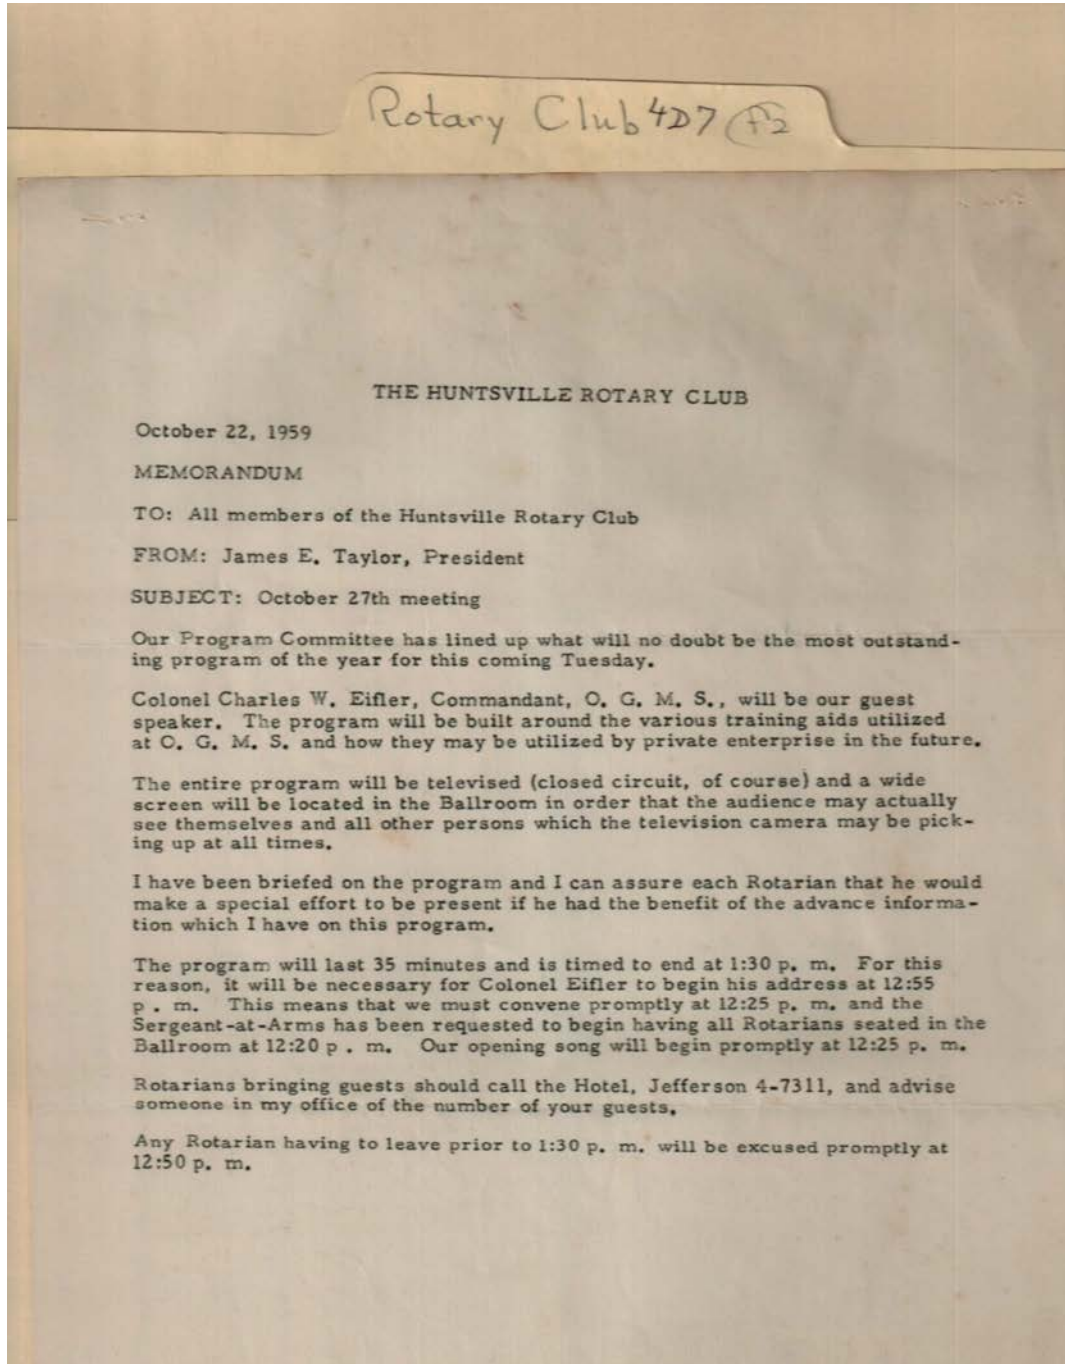 Rotary Club 4D7 F2
THE HUNTSVILLE ROTARY CLUB
October 22, 1959
MEMORANDUM
TO: All members of the Huntsville Rotary Club
FROM: James E. Taylor, President
SUBJECT: October 27th meeting
Our Program Committee has lined up what will no doubt be the most outstand-
ing program of the year for this coming Tuesday.
Colonel Charles W. Eifler, Commandant, O. G. M. S., will be our guest
speaker. The program will be built around the various training aids utilized
at O. G. M. S. and how they may be utilized by private enterprise in the future.
The entire program will be televised (closed circuit, of course) and a wide
screen will be located in the Ballroom in order that the audience may actually
see themselves and all other persons which the television camera may be pick-
ing up at all times.
I have been briefed on the program and I can assure each Rotarian that he would
make a special effort to be present if he had the benefit of the advance informa-
tion which I have on this program.
The program will last 35 minutes and is timed to end at 1:30 p. m. For this
reason, it will be necessary for Colonel Eifler to begin his address at 12:55
p . m. This means that we must convene promptly at 12:25 p. m. and the
Sergeant-at-Arms has been requested to begin having all Rotarians seated in the
Ballroom at 12:20 p . m. Our opening song will begin promptly at 12:25 p. m.
Rotarians bringing guests should call the Hotel, Jefferson 4-7311, and advise
someone in my office of the number of your guests.
Any Rotarian having to leave prior to 1:30 p. m. will be excused promptly at
12:50 p. m.